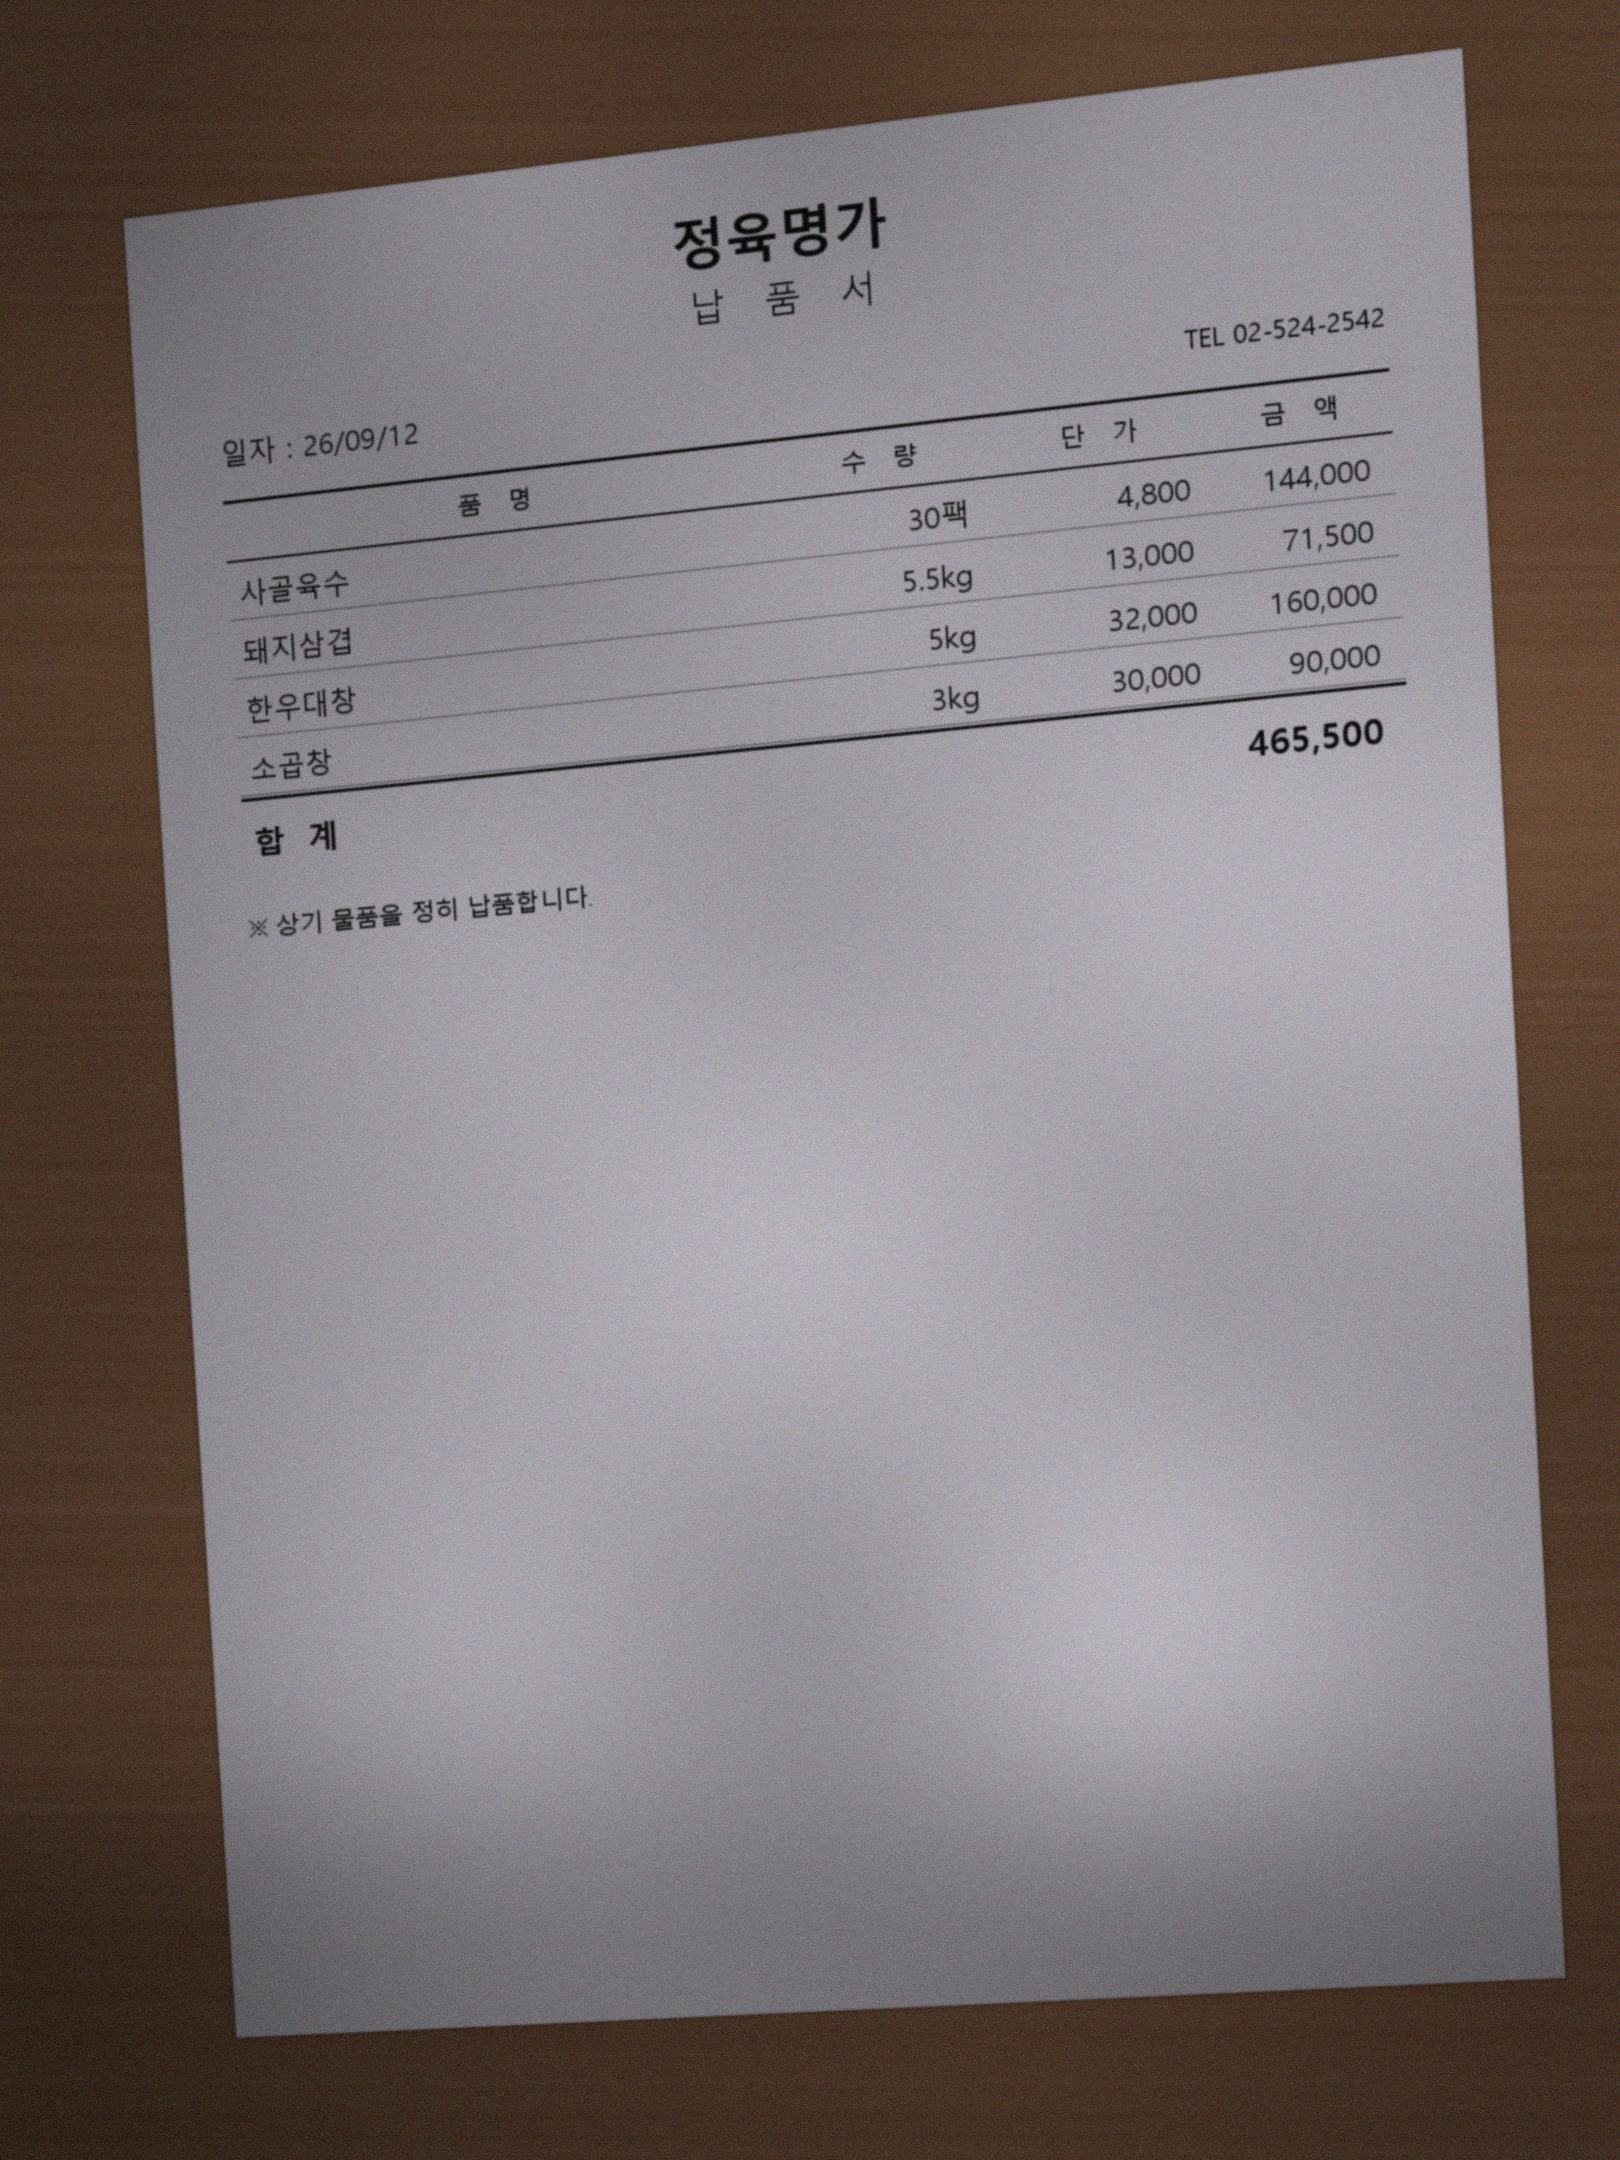 정육명가
납 품 서
TEL 02-524-2542
일자 : 26/09/12
품 명 수 량 단 가 금 액
사골육수 30팩 4,800 144,000
돼지삼겹 5.5kg 13,000 71,500
한우대창 5kg 32,000 160,000
소곱창 3kg 30,000 90,000
합 계 465,500
※ 상기 물품을 정히 납품합니다.